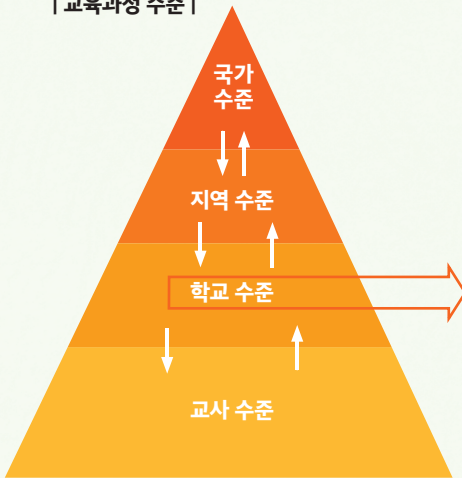 | 교육과정 수준 |
국가
수준
지역 수준
학교 수준
교사 수준